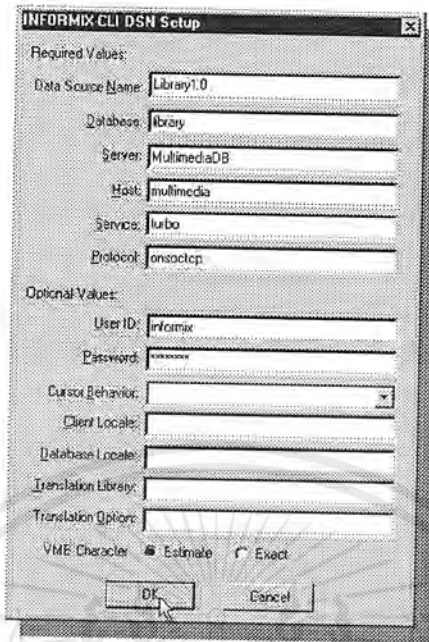 INFORMIX-CLI DSN Setup
Required Values:
Data Source Name: Library1.0
Database: library
Server: MultimediaDB
Host: multimedia
Service: turbo
Protocol: onsoctcp
Optional Values:
User ID: informix
Password: ********
Cursor Behavior:
Client Locale:
Database Locale:
Translation Library:
Translation Option:
VMB Character Estimate Exact
OK Cancel